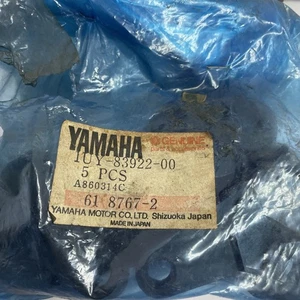 YAMAHA GENUINE
1UY-83922-00
5 PCS
A860314C
61 8767-2
YAMAHA MOTOR CO., LTD. Shizuoka Japan
MADE IN JAPAN